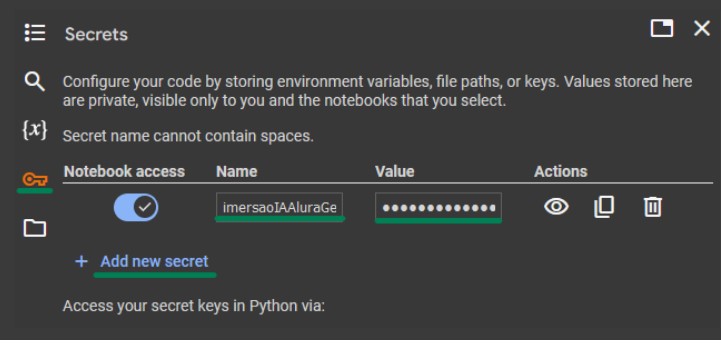 Secrets
Configure your code by storing environment variables, file paths, or keys. Values stored here
are private, visible only to you and the notebooks that you select.
{x}
Secret name cannot contain spaces.
Notebook access Name Value Actions
imersaoIAAluraGe ●●●●●●●●●●●●●
+ Add new secret
Access your secret keys in Python via: